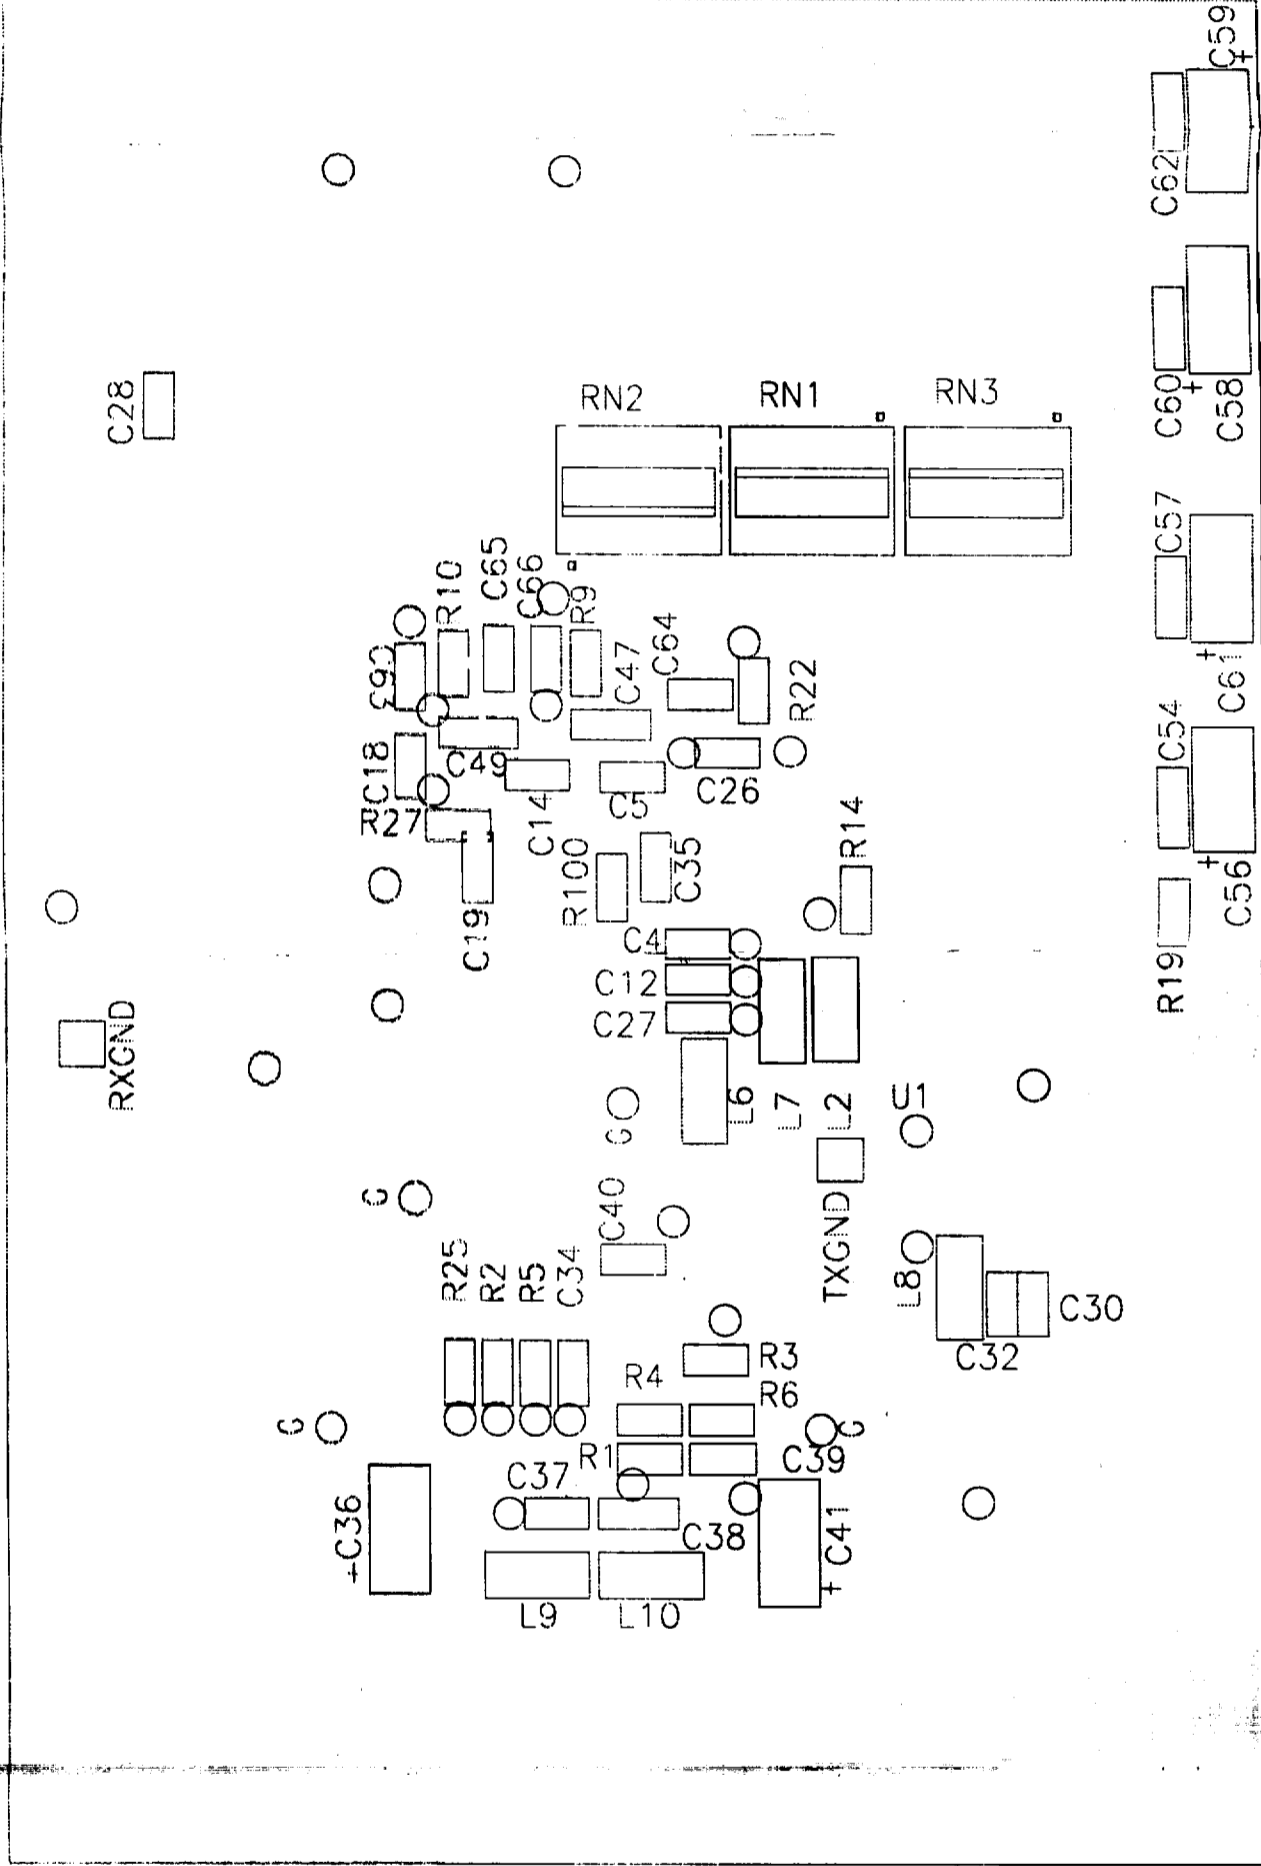 C59
C62
C28
RN2
RN1
RN3
C60
+
C58
C57
C65
C66
R10
R9
C63
C47
C64
R22
+
C61
C54
C18
C49
R27
C14
C5
C26
R14
R100
C35
+
C56
C19
C4
C12
C27
R19
RXGND
L6
L7
L2
U1
G
G
C40
TXGND
R25
R2
R5
C34
L8
C30
C32
R3
R4
R6
G
G
R1
C39
C37
+C36
C38
+ C41
L9
L10